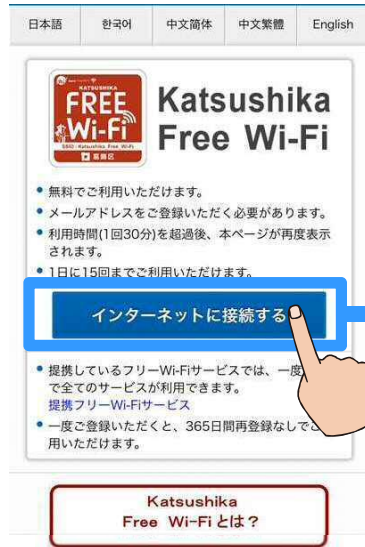 日本語 한국어 中文简体 中文繁體 English
KATSUSHIKA
FREE
Wi-Fi
SSID : Katsushika_Free_Wi-Fi
葛飾区
Katsushika
Free Wi-Fi
無料でご利用いただけます。
メールアドレスをご登録いただく必要があります。
利用時間(1回30分)を超過後、本ページが再度表示
されます。
1日に15回までご利用いただけます。
インターネットに接続する
提携しているフリーWi-Fiサービスでは、一度
で全てのサービスが利用できます。
提携フリーWi-Fiサービス
一度ご登録いただくと、365日間再登録なしでご
用いただけます。
Katsushika
Free Wi-Fiとは？